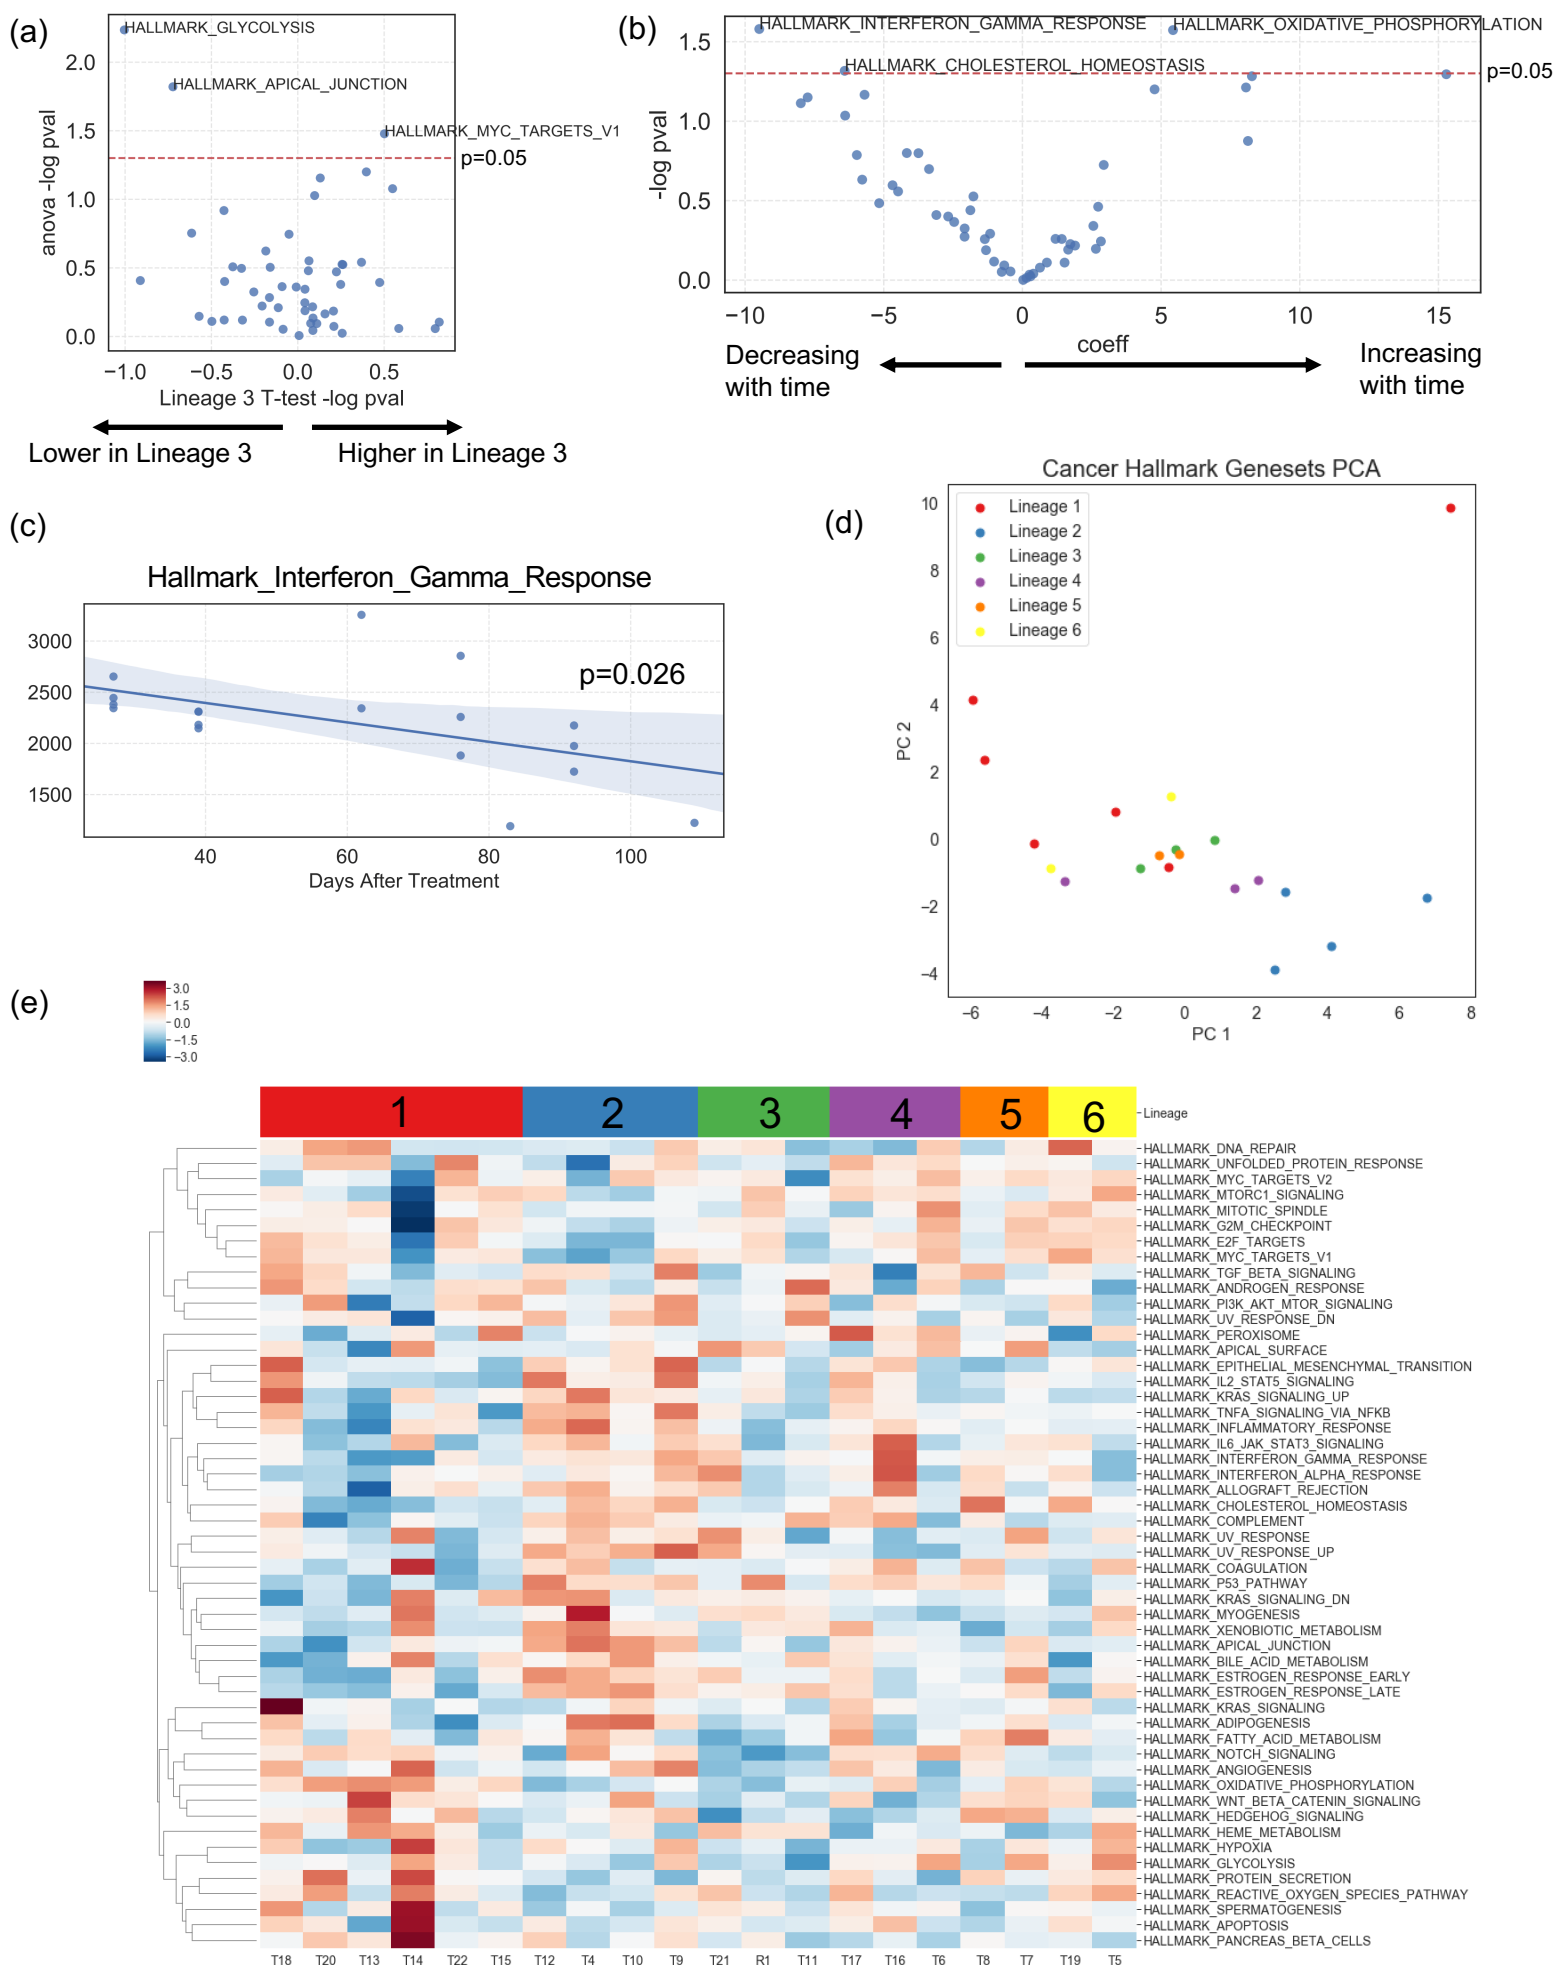 (a)
HALLMARK_GLYCOLYSIS
HALLMARK_APICAL_JUNCTION
HALLMARK_MYC_TARGETS_V1
p=0.05
2.0
1.5
1.0
0.5
0.0
anova -log pval
−1.0 −0.5 0.0 0.5
Lineage 3 T-test -log pval
Lower in Lineage 3
Higher in Lineage 3
(b)
HALLMARK_INTERFERON_GAMMA_RESPONSE
HALLMARK_OXIDATIVE_PHOSPHORYLATION
HALLMARK_CHOLESTEROL_HOMEOSTASIS
p=0.05
1.5
1.0
0.5
0.0
-log pval
−10 −5 0 5 10 15
coeff
Decreasing
with time
Increasing
with time
(c)
Hallmark_Interferon_Gamma_Response
p=0.026
3000
2500
2000
1500
40 60 80 100
Days After Treatment
(d)
Cancer Hallmark Genesets PCA
Lineage 1
Lineage 2
Lineage 3
Lineage 4
Lineage 5
Lineage 6
10
8
6
4
2
0
−2
−4
PC 2
−6 −4 −2 0 2 4 6 8
PC 1
(e)
3.0
1.5
0.0
−1.5
−3.0
1 2 3 4 5 6
Lineage
HALLMARK_DNA_REPAIR
HALLMARK_UNFOLDED_PROTEIN_RESPONSE
HALLMARK_MYC_TARGETS_V2
HALLMARK_MTORC1_SIGNALING
HALLMARK_MITOTIC_SPINDLE
HALLMARK_G2M_CHECKPOINT
HALLMARK_E2F_TARGETS
HALLMARK_MYC_TARGETS_V1
HALLMARK_TGF_BETA_SIGNALING
HALLMARK_ANDROGEN_RESPONSE
HALLMARK_PI3K_AKT_MTOR_SIGNALING
HALLMARK_UV_RESPONSE_DN
HALLMARK_PEROXISOME
HALLMARK_APICAL_SURFACE
HALLMARK_EPITHELIAL_MESENCHYMAL_TRANSITION
HALLMARK_IL2_STAT5_SIGNALING
HALLMARK_KRAS_SIGNALING_UP
HALLMARK_TNFA_SIGNALING_VIA_NFKB
HALLMARK_INFLAMMATORY_RESPONSE
HALLMARK_IL6_JAK_STAT3_SIGNALING
HALLMARK_INTERFERON_GAMMA_RESPONSE
HALLMARK_INTERFERON_ALPHA_RESPONSE
HALLMARK_ALLOGRAFT_REJECTION
HALLMARK_CHOLESTEROL_HOMEOSTASIS
HALLMARK_COMPLEMENT
HALLMARK_UV_RESPONSE
HALLMARK_UV_RESPONSE_UP
HALLMARK_COAGULATION
HALLMARK_P53_PATHWAY
HALLMARK_KRAS_SIGNALING_DN
HALLMARK_MYOGENESIS
HALLMARK_XENOBIOTIC_METABOLISM
HALLMARK_APICAL_JUNCTION
HALLMARK_BILE_ACID_METABOLISM
HALLMARK_ESTROGEN_RESPONSE_EARLY
HALLMARK_ESTROGEN_RESPONSE_LATE
HALLMARK_KRAS_SIGNALING
HALLMARK_ADIPOGENESIS
HALLMARK_FATTY_ACID_METABOLISM
HALLMARK_NOTCH_SIGNALING
HALLMARK_ANGIOGENESIS
HALLMARK_OXIDATIVE_PHOSPHORYLATION
HALLMARK_WNT_BETA_CATENIN_SIGNALING
HALLMARK_HEDGEHOG_SIGNALING
HALLMARK_HEME_METABOLISM
HALLMARK_HYPOXIA
HALLMARK_GLYCOLYSIS
HALLMARK_PROTEIN_SECRETION
HALLMARK_REACTIVE_OXYGEN_SPECIES_PATHWAY
HALLMARK_SPERMATOGENESIS
HALLMARK_APOPTOSIS
HALLMARK_PANCREAS_BETA_CELLS
T18 T20 T13 T14 T22 T15 T12 T4 T10 T9 T21 R1 T11 T17 T16 T6 T8 T7 T19 T5